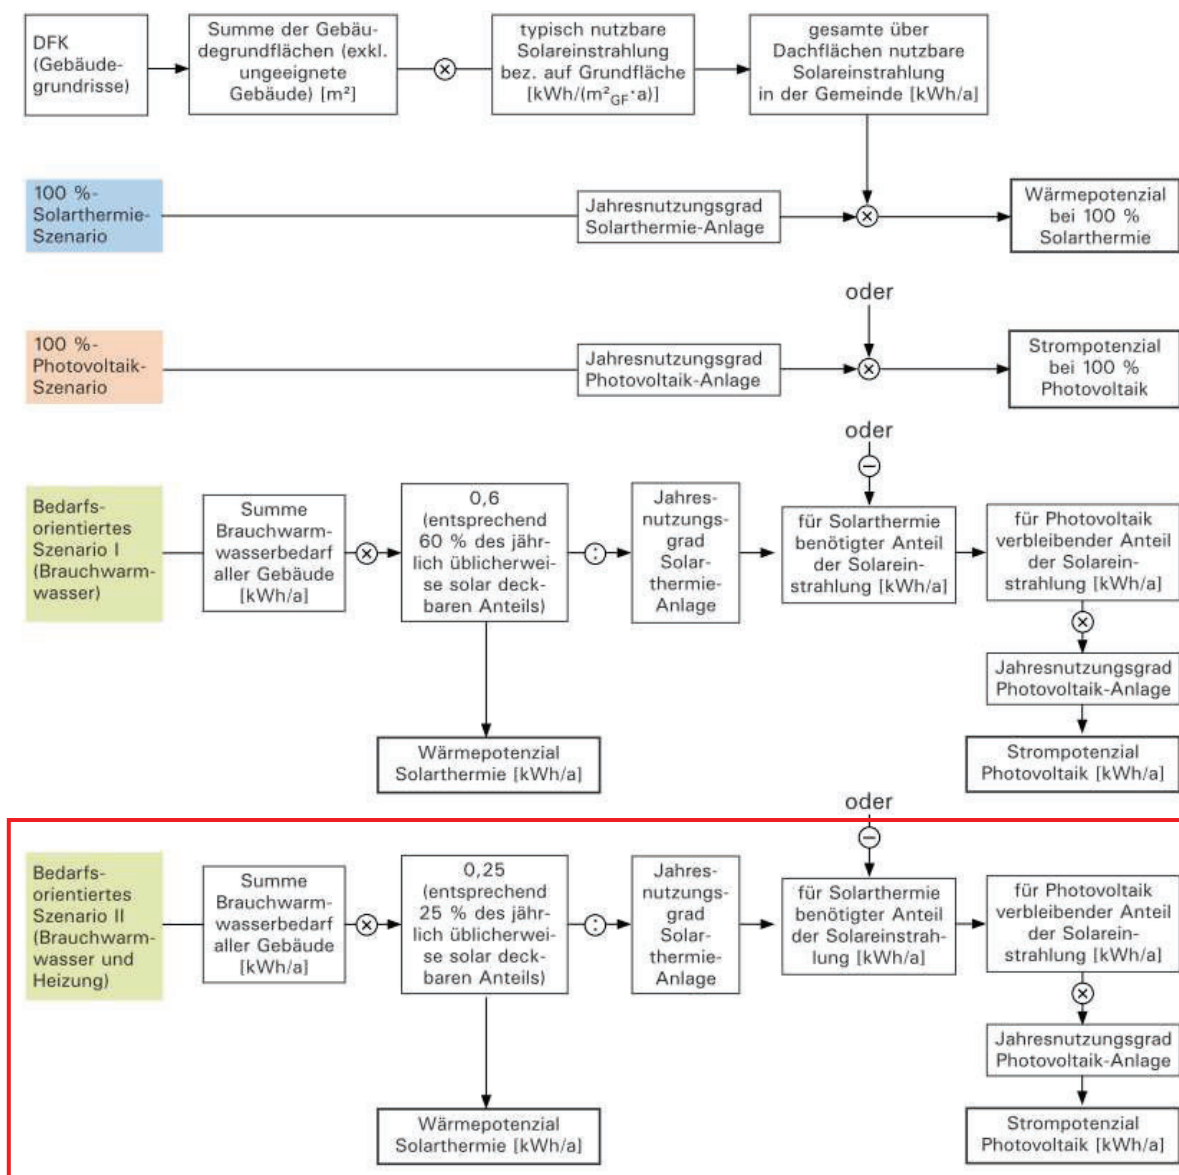 DFK
(Gebäude-
grundrisse)
Summe der Gebäu-
degrundflächen (exkl.
ungeeignete
Gebäude) [m²]
×
typisch nutzbare
Solareinstrahlung
bez. auf Grundfläche
[kWh/(m²GF·a)]
gesamte über
Dachflächen nutzbare
Solareinstrahlung
in der Gemeinde [kWh/a]
100 %-
Solarthermie-
Szenario
Jahresnutzungsgrad
Solarthermie-Anlage
×
Wärmepotenzial
bei 100 %
Solarthermie
oder
100 %-
Photovoltaik-
Szenario
Jahresnutzungsgrad
Photovoltaik-Anlage
×
Strompotenzial
bei 100 %
Photovoltaik
oder
−
Bedarfs-
orientiertes
Szenario I
(Brauchwarm-
wasser)
Summe
Brauchwarm-
wasserbedarf
aller Gebäude
[kWh/a]
×
0,6
(entsprechend
60 % des jähr-
lich üblicherwei-
se solar deck-
baren Anteils)
:
Jahres-
nutzungs-
grad
Solar-
thermie-
Anlage
für Solarthermie
benötigter Anteil
der Solarein-
strahlung [kWh/a]
für Photovoltaik
verbleibender Anteil
der Solarein-
strahlung [kWh/a]
×
Jahresnutzungsgrad
Photovoltaik-Anlage
Wärmepotenzial
Solarthermie [kWh/a]
Strompotenzial
Photovoltaik [kWh/a]
oder
−
Bedarfs-
orientiertes
Szenario II
(Brauchwarm-
wasser und
Heizung)
Summe
Brauchwarm-
wasserbedarf
aller Gebäude
[kWh/a]
×
0,25
(entsprechend
25 % des jähr-
lich üblicherwei-
se solar deck-
baren Anteils)
:
Jahres-
nutzungs-
grad
Solar-
thermie-
Anlage
für Solarthermie
benötigter Anteil
der Solareinstrah-
lung [kWh/a]
für Photovoltaik
verbleibender Anteil
der Solarein-
strahlung [kWh/a]
×
Jahresnutzungsgrad
Photovoltaik-Anlage
Wärmepotenzial
Solarthermie [kWh/a]
Strompotenzial
Photovoltaik [kWh/a]